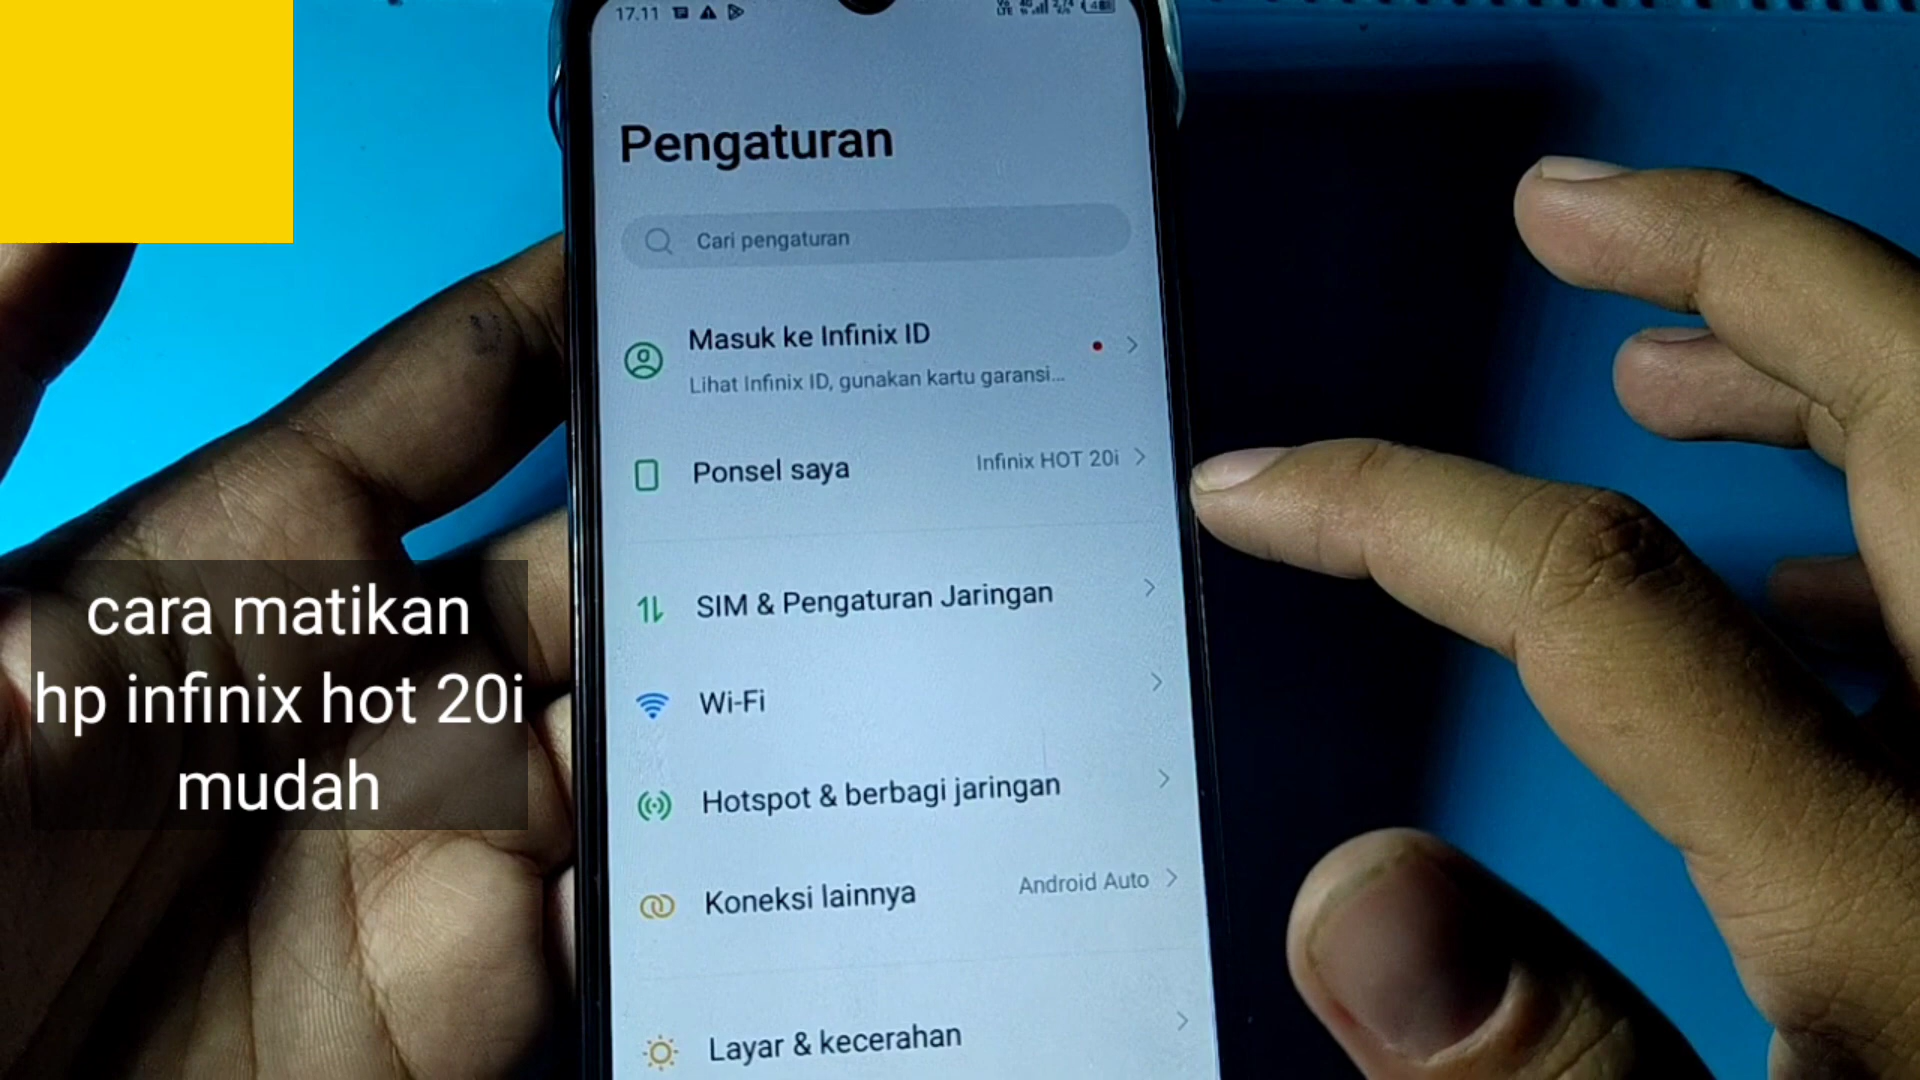 17.11
Pengaturan
Cari pengaturan
Masuk ke Infinix ID
Lihat Infinix ID, gunakan kartu garansi...
Ponsel saya
Infinix HOT 20i
SIM & Pengaturan Jaringan
Wi-Fi
Hotspot & berbagi jaringan
Koneksi lainnya
Android Auto
Layar & kecerahan
cara matikan
hp infinix hot 20i
mudah